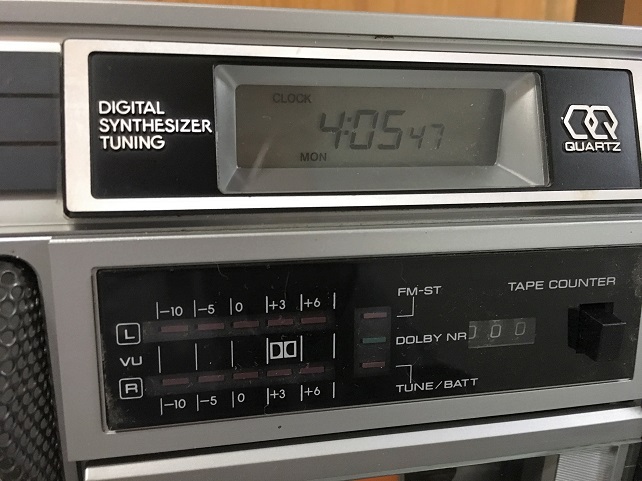 DIGITAL
SYNTHESIZER
TUNING
CLOCK
4:05 47
MON
QUARTZ
-10 -5 0 +3 +6
L
VU
R
-10 -5 0 +3 +6
FM-ST
DOLBY NR
TUNE/BATT
TAPE COUNTER
000